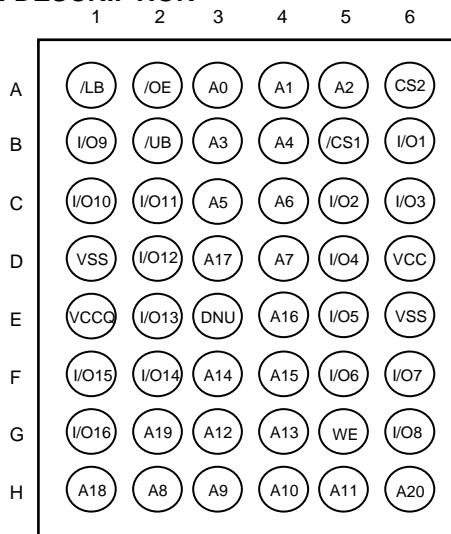 DESCRIPTION
1 2 3 4 5 6
A /LB /OE A0 A1 A2 CS2
B I/O9 /UB A3 A4 /CS1 I/O1
C I/O10 I/O11 A5 A6 I/O2 I/O3
D VSS I/O12 A17 A7 I/O4 VCC
E VCCQ I/O13 DNU A16 I/O5 VSS
F I/O15 I/O14 A14 A15 I/O6 I/O7
G I/O16 A19 A12 A13 WE I/O8
H A18 A8 A9 A10 A11 A20